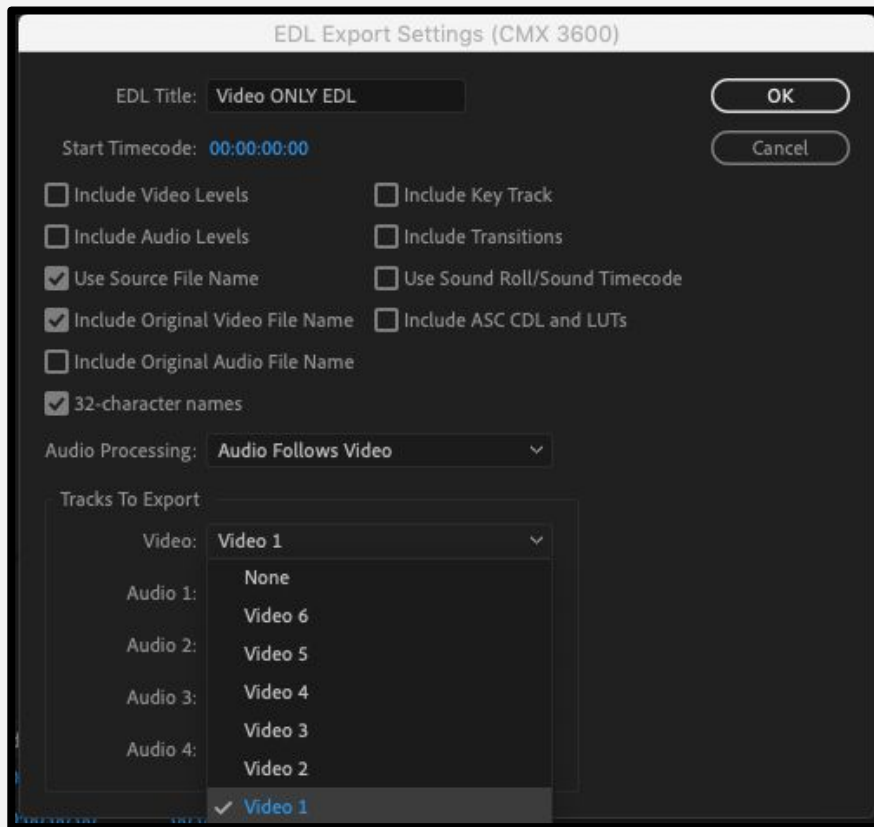 EDL Export Settings (CMX 3600)
EDL Title: Video ONLY EDL
OK
Start Timecode: 00:00:00:00
Cancel
Include Video Levels
Include Key Track
Include Audio Levels
Include Transitions
Use Source File Name
Use Sound Roll/Sound Timecode
Include Original Video File Name
Include ASC CDL and LUTs
Include Original Audio File Name
32-character names
Audio Processing: Audio Follows Video
Tracks To Export
Video: Video 1
None
Audio 1:
Video 6
Video 5
Audio 2:
Video 4
Audio 3:
Video 3
Audio 4:
Video 2
Video 1